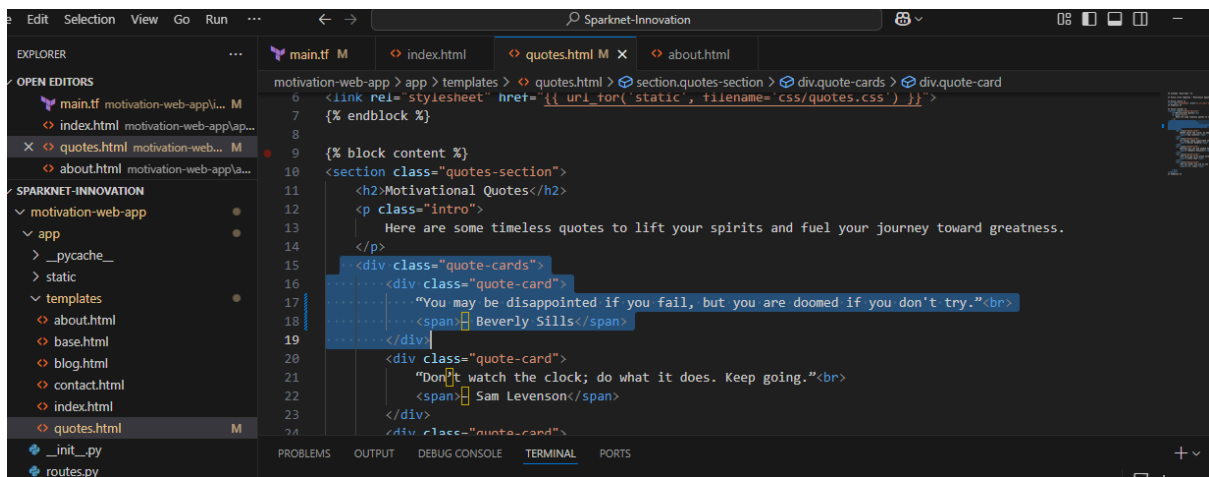 Edit Selection View Go Run ··· ← → Sparknet-Innovation
EXPLORER ···
OPEN EDITORS
main.tf motivation-web-app\i... M
index.html motivation-web-app\ap...
quotes.html motivation-web... M
about.html motivation-web-app\a...
SPARKNET-INNOVATION
motivation-web-app
app
__pycache__
static
templates
about.html
base.html
blog.html
contact.html
index.html
quotes.html M
__init__.py
routes.py
main.tf M index.html quotes.html M about.html
motivation-web-app > app > templates > quotes.html > section.quotes-section > div.quote-cards > div.quote-card
6 <link rel="stylesheet" href="{{ url_for('static', filename='css/quotes.css') }}">
7 {% endblock %}
8
9 {% block content %}
10 <section class="quotes-section">
11 <h2>Motivational Quotes</h2>
12 <p class="intro">
13 Here are some timeless quotes to lift your spirits and fuel your journey toward greatness.
14 </p>
15 <div class="quote-cards">
16 <div class="quote-card">
17 “You may be disappointed if you fail, but you are doomed if you don't try.”<br>
18 <span>– Beverly Sills</span>
19 </div>
20 <div class="quote-card">
21 “Don’t watch the clock; do what it does. Keep going.”<br>
22 <span>– Sam Levenson</span>
23 </div>
24 <div class="quote-card">
PROBLEMS OUTPUT DEBUG CONSOLE TERMINAL PORTS